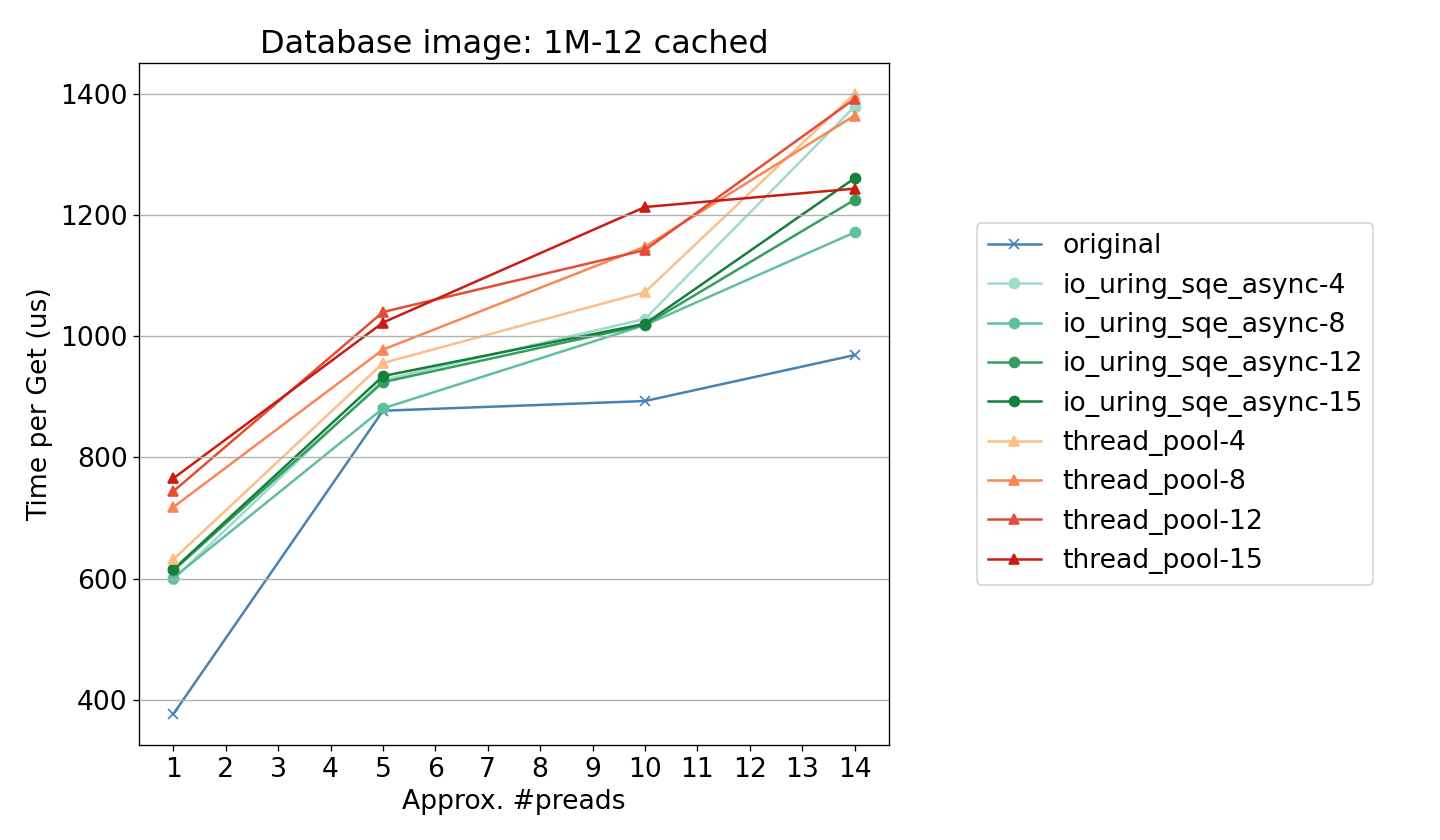 Database image: 1M-12 cached
1400
1200
1000
800
600
400
Time per Get (us)
1 2 3 4 5 6 7 8 9 10 11 12 13 14
Approx. #preads
original
io_uring_sqe_async-4
io_uring_sqe_async-8
io_uring_sqe_async-12
io_uring_sqe_async-15
thread_pool-4
thread_pool-8
thread_pool-12
thread_pool-15